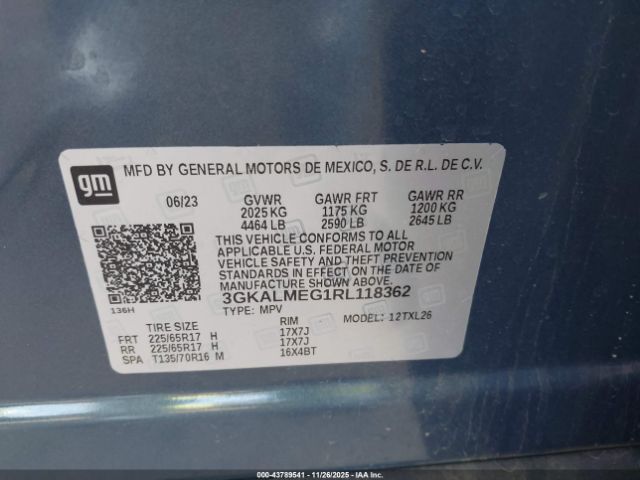 gm
MFD BY GENERAL MOTORS DE MEXICO, S. DE R.L. DE C.V.
06/23 GVWR GAWR FRT GAWR RR
2025 KG 1175 KG 1200 KG
4464 LB 2590 LB 2645 LB
THIS VEHICLE CONFORMS TO ALL
APPLICABLE U.S. FEDERAL MOTOR
VEHICLE SAFETY AND THEFT PREVENTION
STANDARDS IN EFFECT ON THE DATE OF
MANUFACTURE SHOWN ABOVE.
3GKALMEG1RL118362
136H
TYPE: MPV MODEL: 12TXL26
TIRE SIZE RIM
FRT 225/65R17 H 17X7J
RR 225/65R17 H 17X7J
SPA T135/70R16 M 16X4BT
IAA OWNER: 43789541 | 11/26/2025 | IAA HOLDINGS, LLC